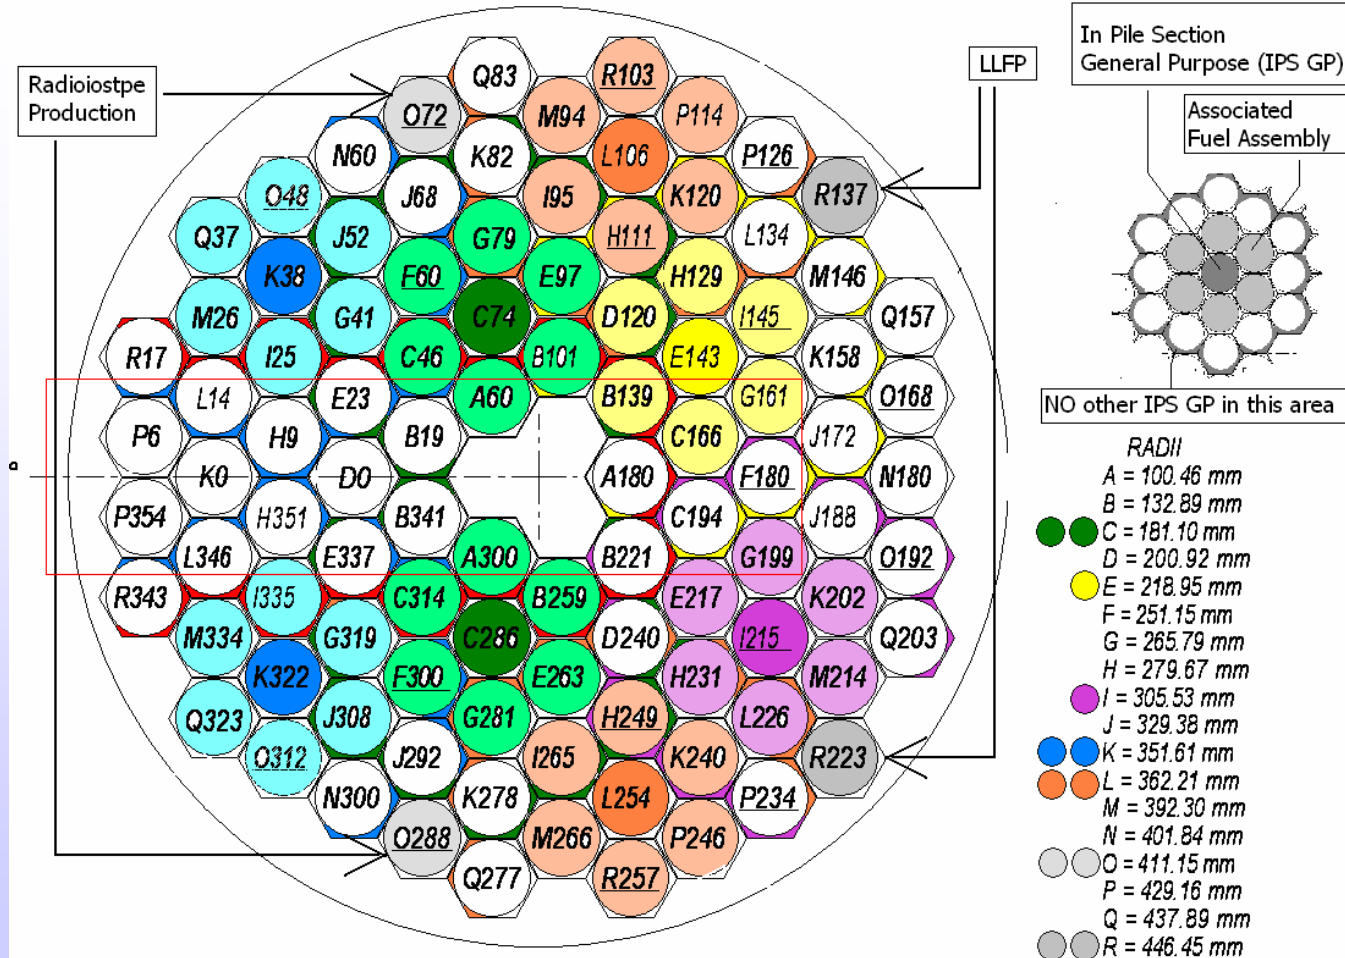 Radioiostpe
Production
LLFP
In Pile Section
General Purpose (IPS GP)
Associated
Fuel Assembly
NO other IPS GP in this area
Q83
R103
O72
M94
P114
N60
K82
L106
P126
O48
J68
I95
K120
R137
Q37
J52
G79
H111
L134
K38
F60
E97
H129
M146
M26
G41
C74
D120
I145
Q157
R17
I25
C46
B101
E143
K158
L14
E23
A60
B139
G161
O168
P6
H9
B19
C166
J172
K0
D0
A180
F180
N180
P354
H351
B341
C194
J188
L346
E337
A300
B221
G199
O192
R343
I335
C314
B259
E217
K202
M334
G319
C286
D240
I215
Q203
K322
F300
E263
H231
M214
Q323
J308
G281
H249
L226
O312
J292
I265
K240
R223
N300
K278
L254
P234
O288
M266
P246
Q277
R257
RADII
A = 100.46 mm
B = 132.89 mm
C = 181.10 mm
D = 200.92 mm
E = 218.95 mm
F = 251.15 mm
G = 265.79 mm
H = 279.67 mm
I = 305.53 mm
J = 329.38 mm
K = 351.61 mm
L = 362.21 mm
M = 392.30 mm
N = 401.84 mm
O = 411.15 mm
P = 429.16 mm
Q = 437.89 mm
R = 446.45 mm